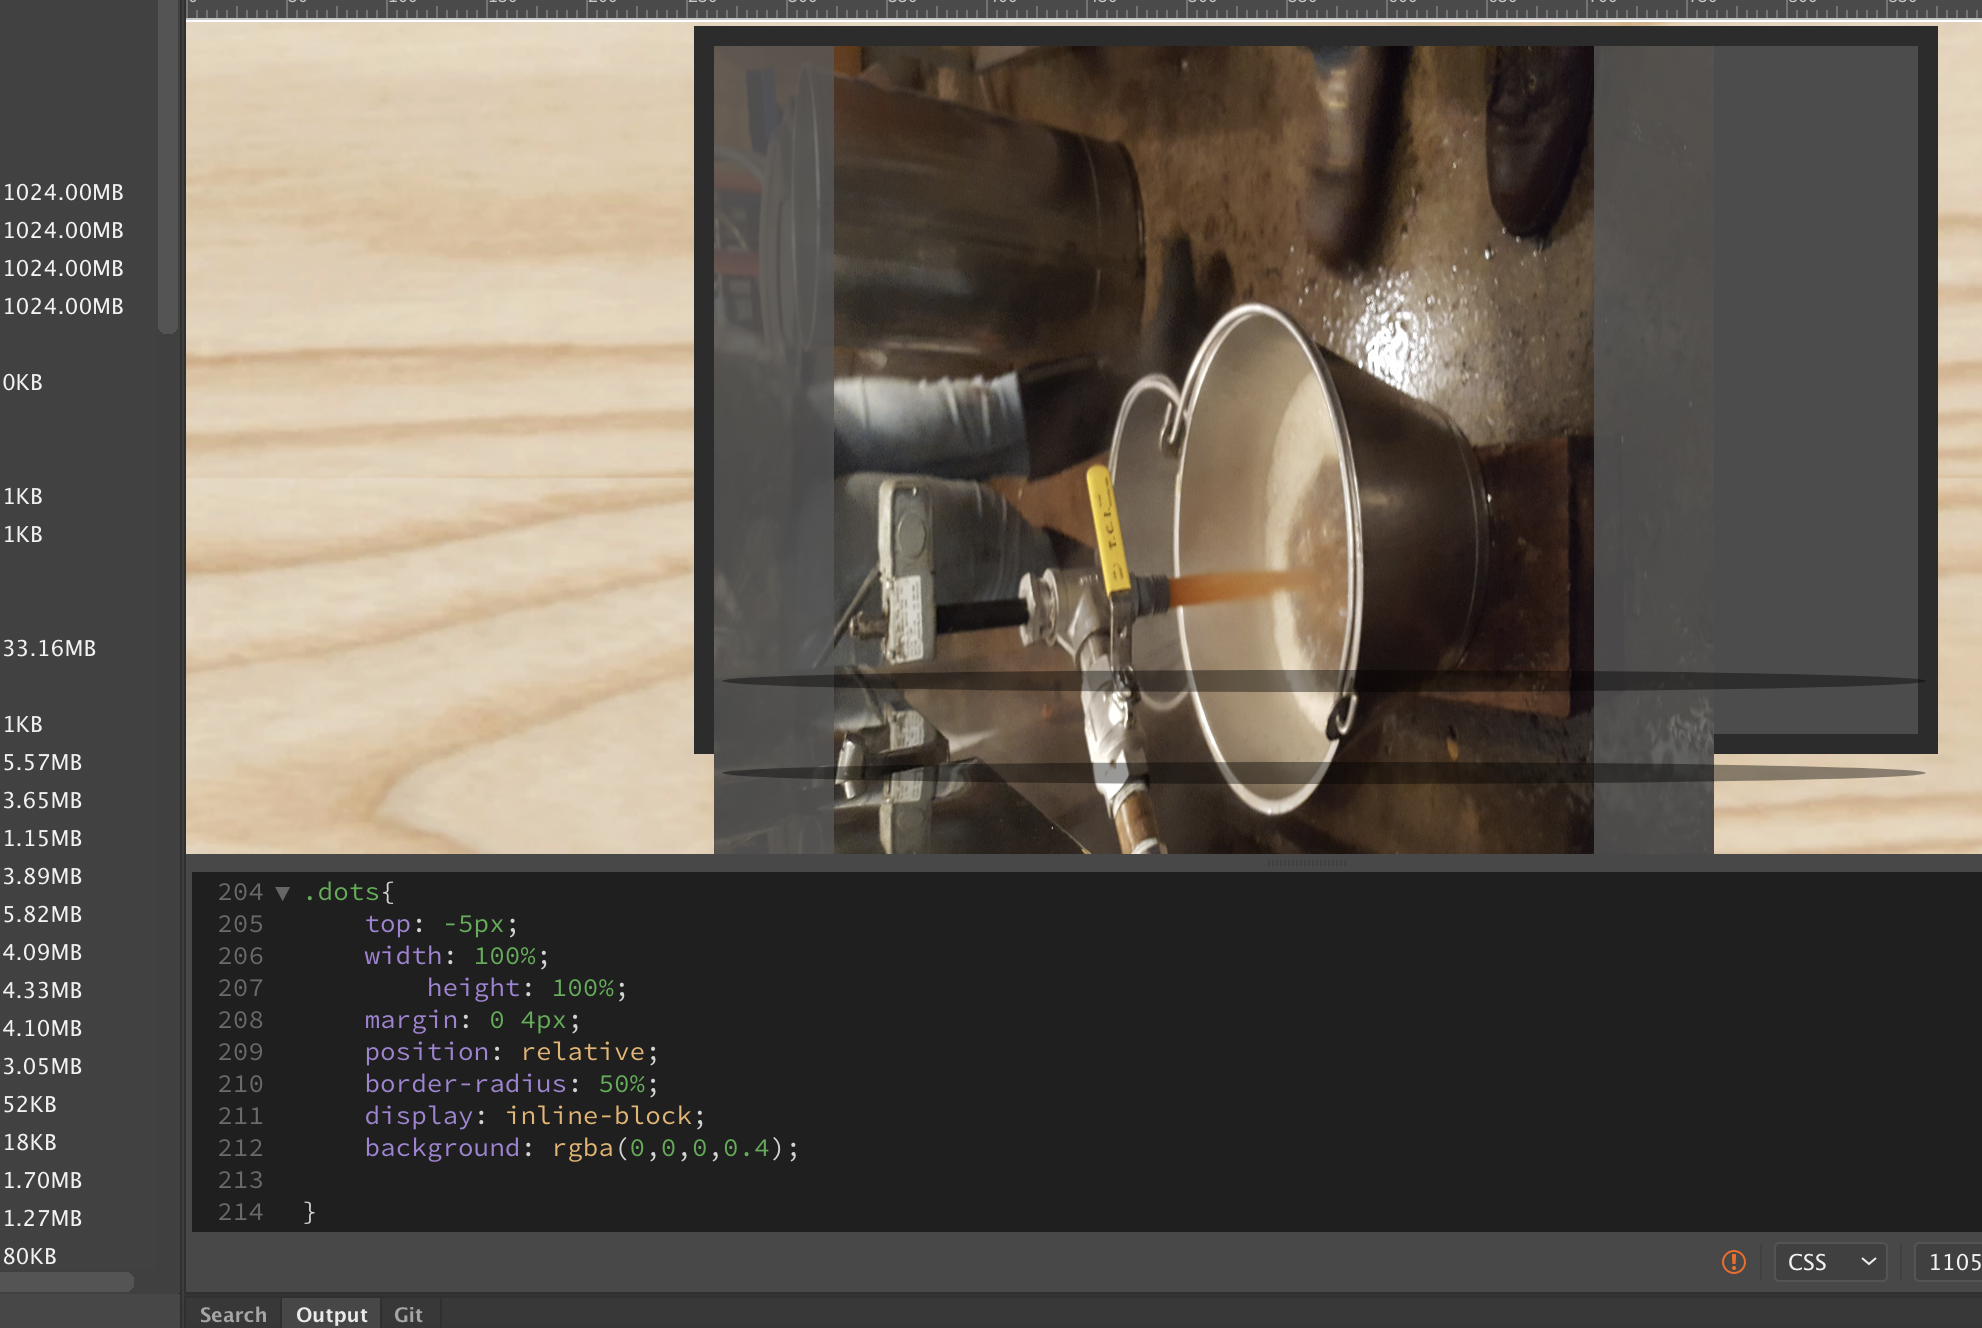 1024.00MB
1024.00MB
1024.00MB
1024.00MB
0KB
1KB
1KB
33.16MB
1KB
5.57MB
3.65MB
1.15MB
3.89MB
5.82MB
4.09MB
4.33MB
4.10MB
3.05MB
52KB
18KB
1.70MB
1.27MB
80KB
T.C.I.
204 ▼ .dots{
205 top: -5px;
206 width: 100%;
207 height: 100%;
208 margin: 0 4px;
209 position: relative;
210 border-radius: 50%;
211 display: inline-block;
212 background: rgba(0,0,0,0.4);
213
214 }
CSS 1105
Search Output Git